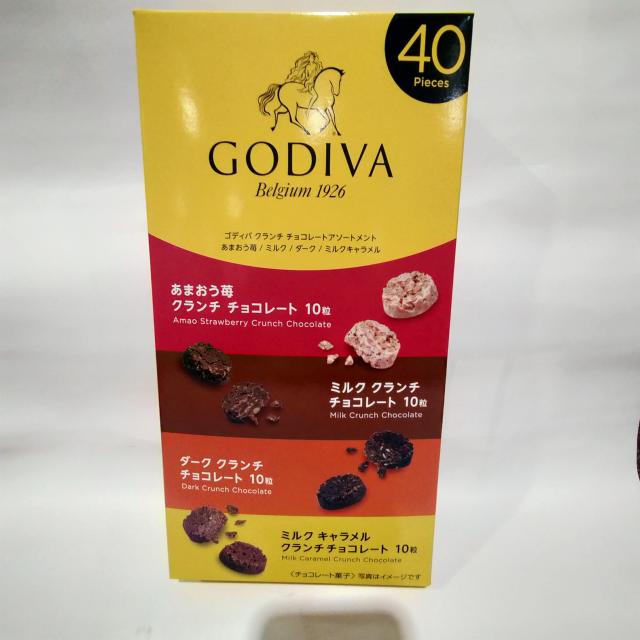 40
Pieces
GODIVA
Belgium 1926
ゴディバ クランチ チョコレートアソートメント
あまおう苺 / ミルク / ダーク / ミルクキャラメル
あまおう苺
クランチ チョコレート 10粒
Amao Strawberry Crunch Chocolate
ミルク クランチ
チョコレート 10粒
Milk Crunch Chocolate
ダーク クランチ
チョコレート 10粒
Dark Crunch Chocolate
ミルク キャラメル
クランチチョコレート 10粒
Milk Caramel Crunch Chocolate
〈チョコレート菓子〉写真はイメージです